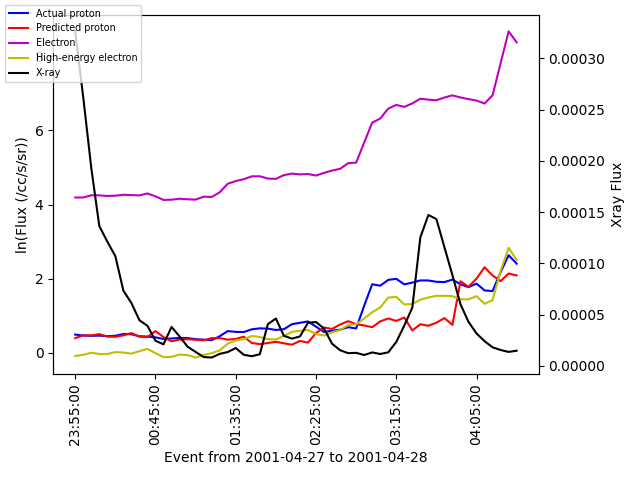 Actual proton
Predicted proton
Electron
High-energy electron
X-ray
ln(Flux (/cc/s/sr))
0
2
4
6
0.00000
0.00005
0.00010
0.00015
0.00020
0.00025
0.00030
Xray Flux
23:55:00
00:45:00
01:35:00
02:25:00
03:15:00
04:05:00
Event from 2001-04-27 to 2001-04-28